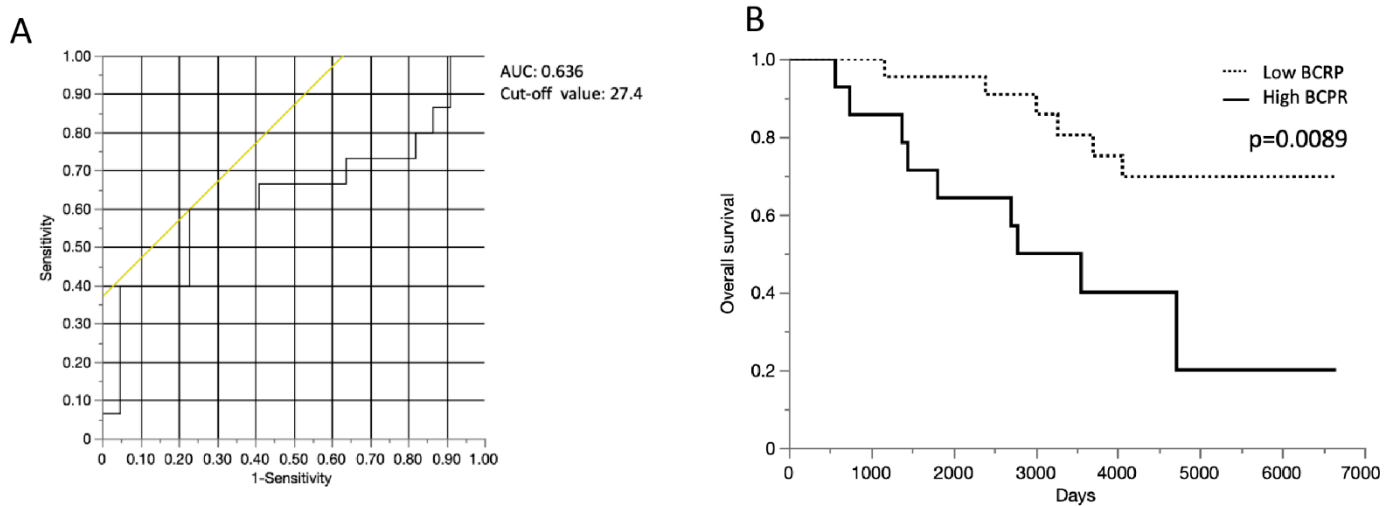 A
1.00
0.90
0.80
0.70
0.60
0.50
0.40
0.30
0.20
0.10
0
Sensitivity
0 0.10 0.20 0.30 0.40 0.50 0.60 0.70 0.80 0.90 1.00
1-Sensitivity
AUC: 0.636
Cut-off value: 27.4
B
1.0
0.8
0.6
0.4
0.2
0
Overall survival
0 1000 2000 3000 4000 5000 6000 7000
Days
Low BCRP
High BCPR
p=0.0089